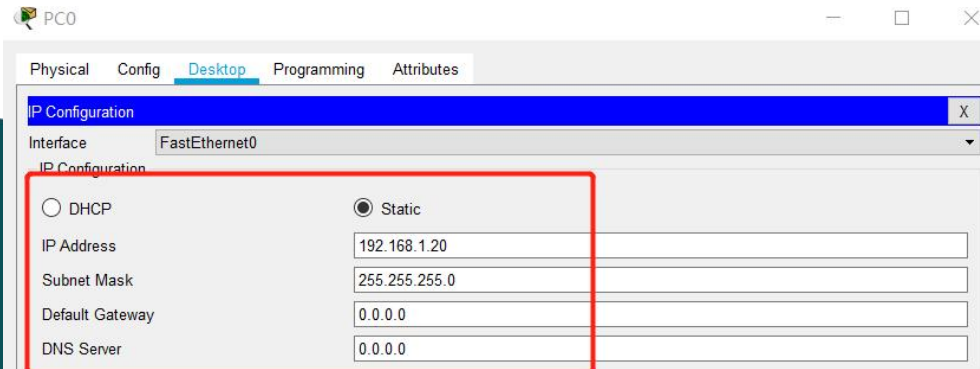 PC0
Physical Config Desktop Programming Attributes
IP Configuration X
Interface FastEthernet0
IP Configuration
DHCP Static
IP Address 192.168.1.20
Subnet Mask 255.255.255.0
Default Gateway 0.0.0.0
DNS Server 0.0.0.0